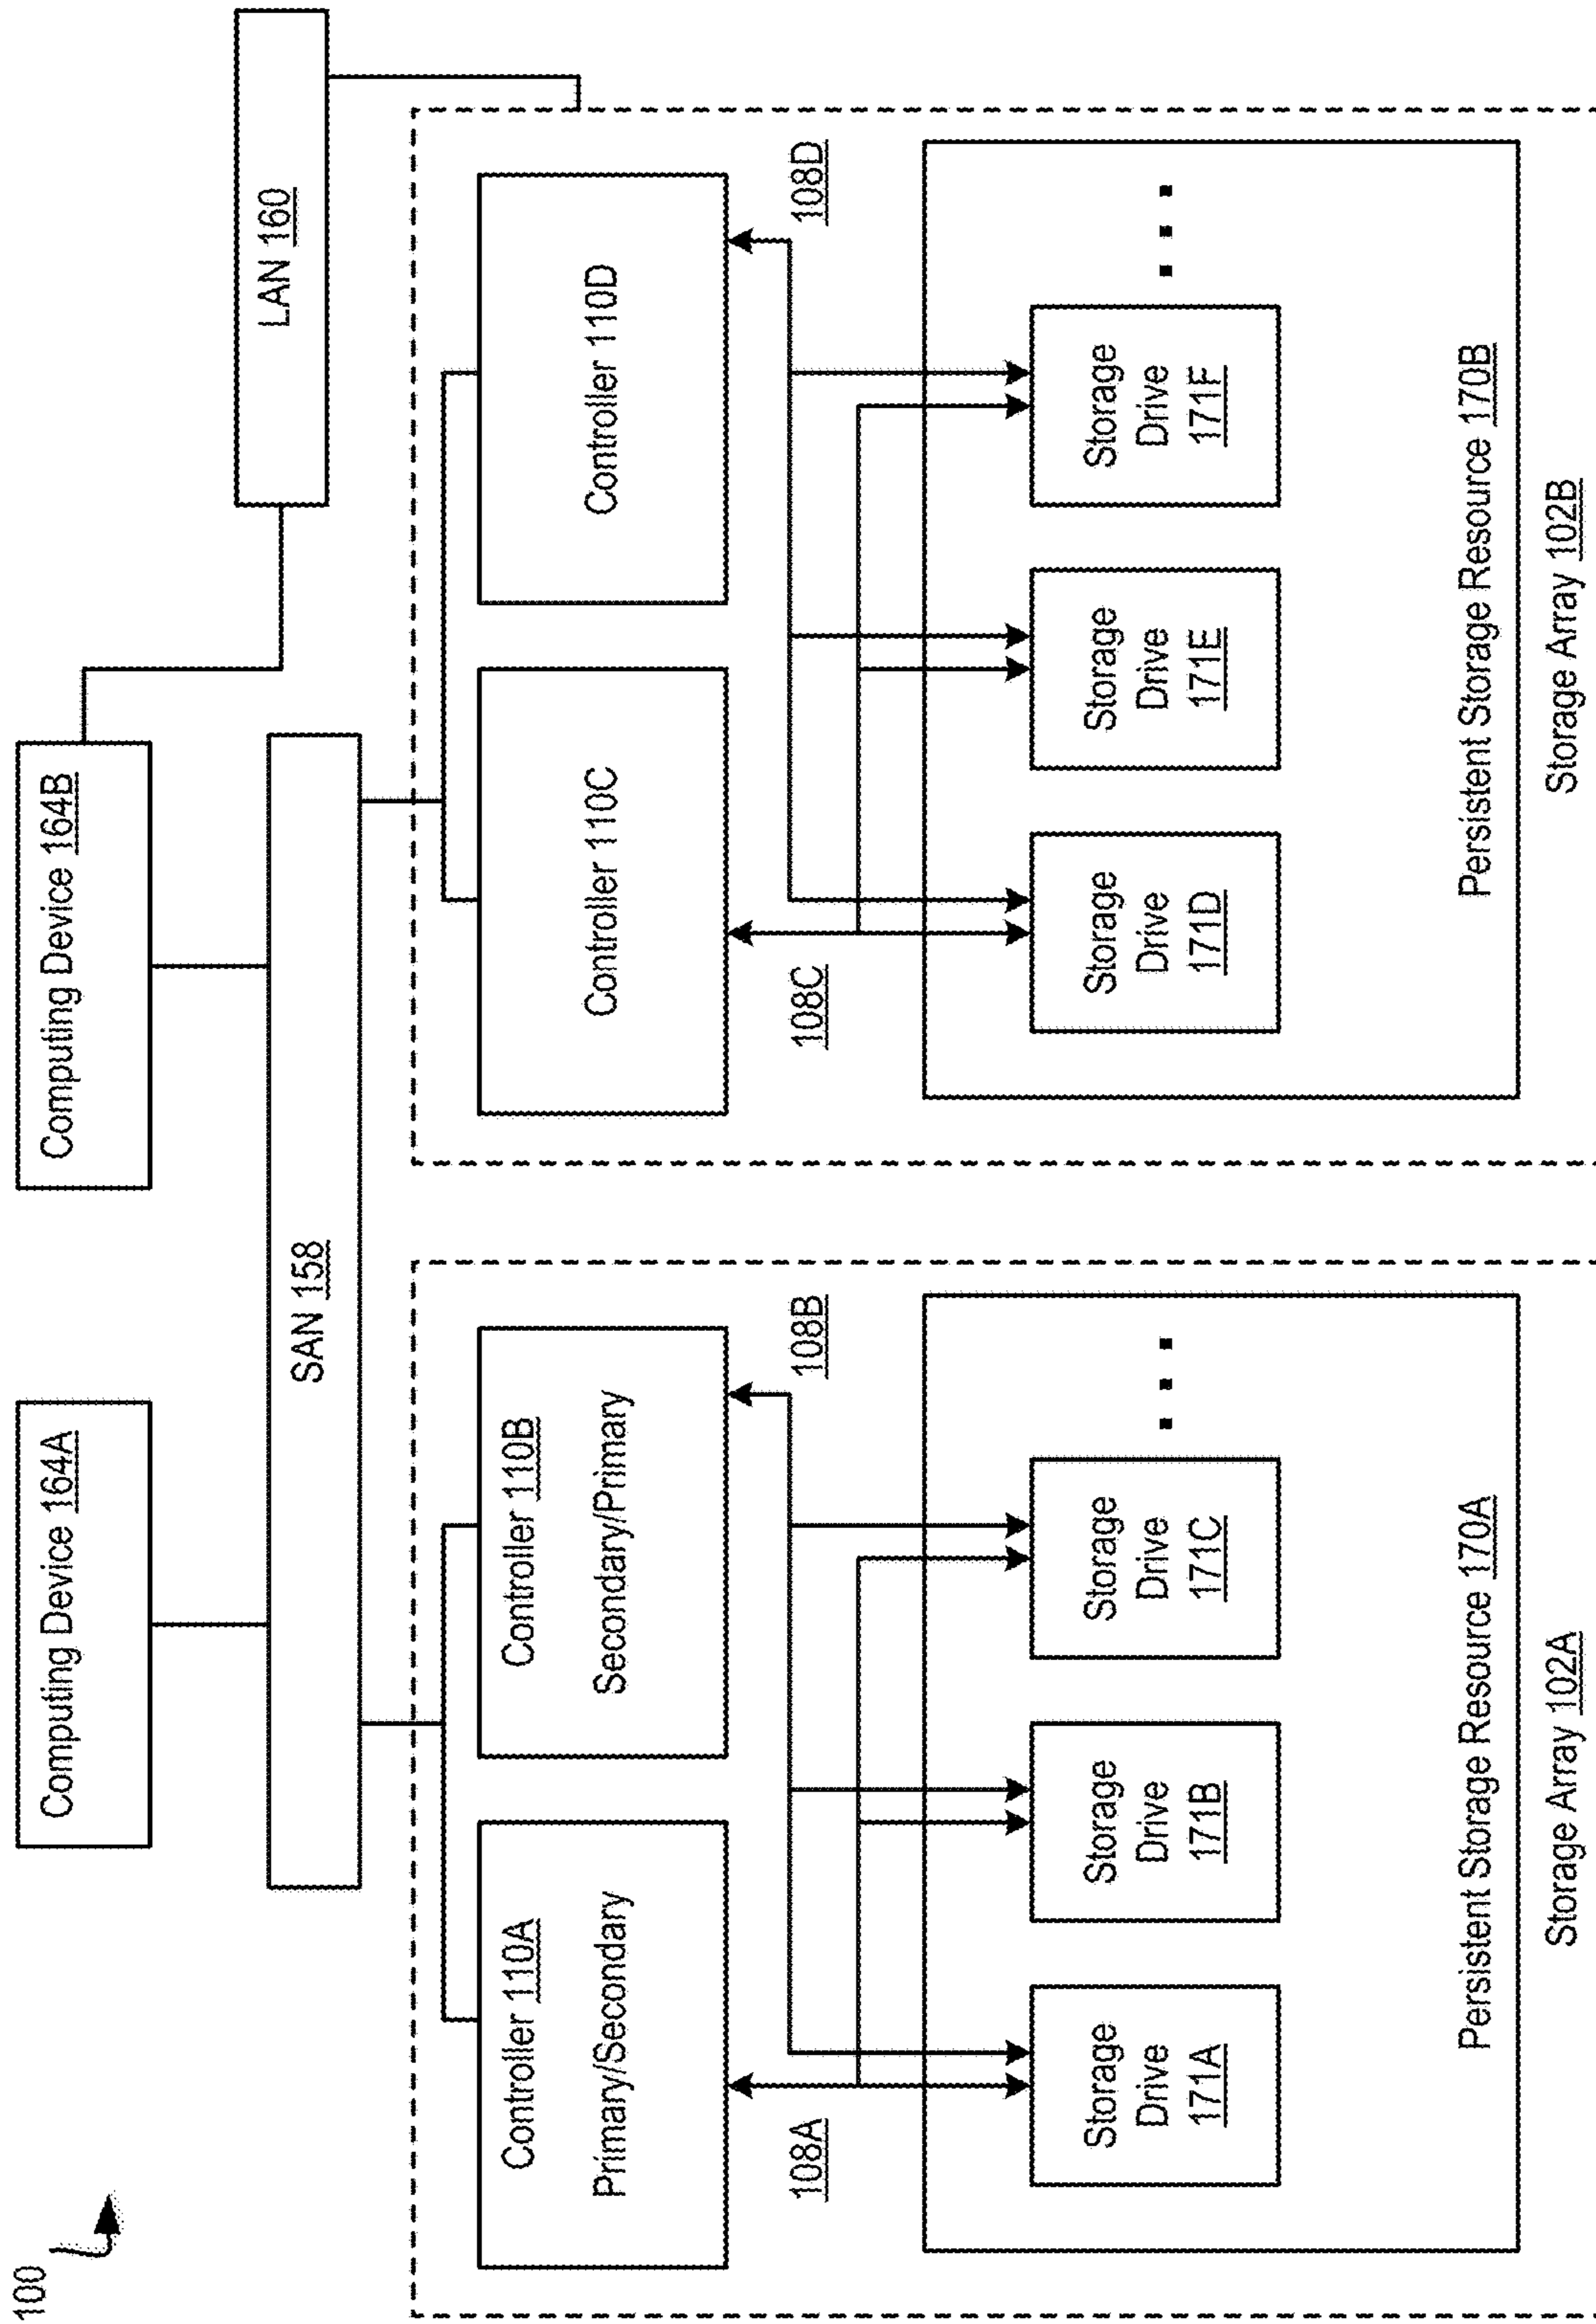 100
Computing Device 164A
Computing Device 164B
SAN 158
LAN 160
Controller 110A
Primary/Secondary
Controller 110B
Secondary/Primary
Controller 110C
Controller 110D
108A
108B
108C
108D
Storage
Drive
171A
Storage
Drive
171B
Storage
Drive
171C
Storage
Drive
171D
Storage
Drive
171E
Storage
Drive
171F
Persistent Storage Resource 170A
Persistent Storage Resource 170B
Storage Array 102A
Storage Array 102B